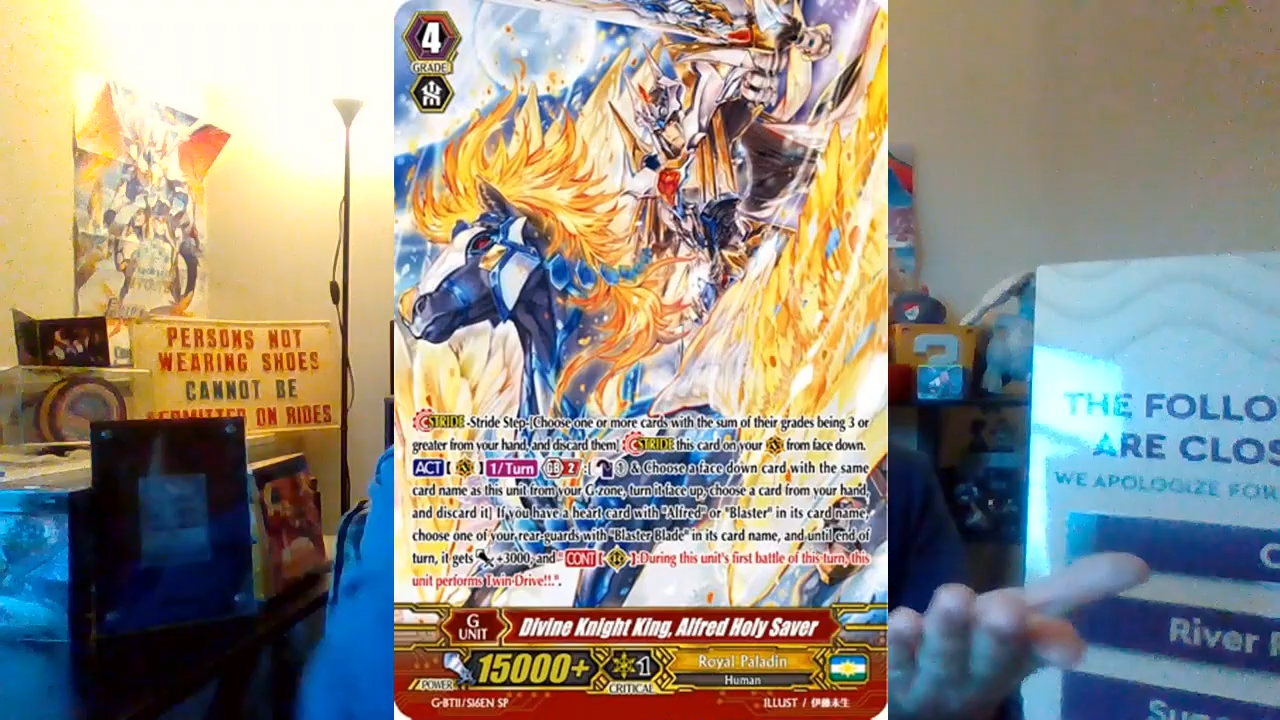 4
GRADE
PERSONS NOT
WEARING SHOES
CANNOT BE
ON RIDES
THE FOLLO
ARE CLOS
WE APOLOGIZE FOR
River
STRIDE -Stride Step-[Choose one or more cards with the sum of their grades being 3 or
greater from your hand, and discard them] STRIDE this card on your from face down.
ACT [ ] 1/Turn GB 2 :[ 1 & Choose a face down card with the same
card name as this unit from your G zone, turn it face up, choose a card from your hand,
and discard it] If you have a heart card with "Alfred" or "Blaster" in its card name,
choose one of your rear-guards with "Blaster Blade" in its card name, and until end of
turn, it gets +3000, and " CONT [ ]:During this unit's first battle of this turn, this
unit performs Twin-Drive!!.".
G UNIT
Divine Knight King, Alfred Holy Saver
POWER 15000+ 1 CRITICAL
Royal Paladin
Human
G-BT11/S16EN SP
ILLUST / 伊藤未生